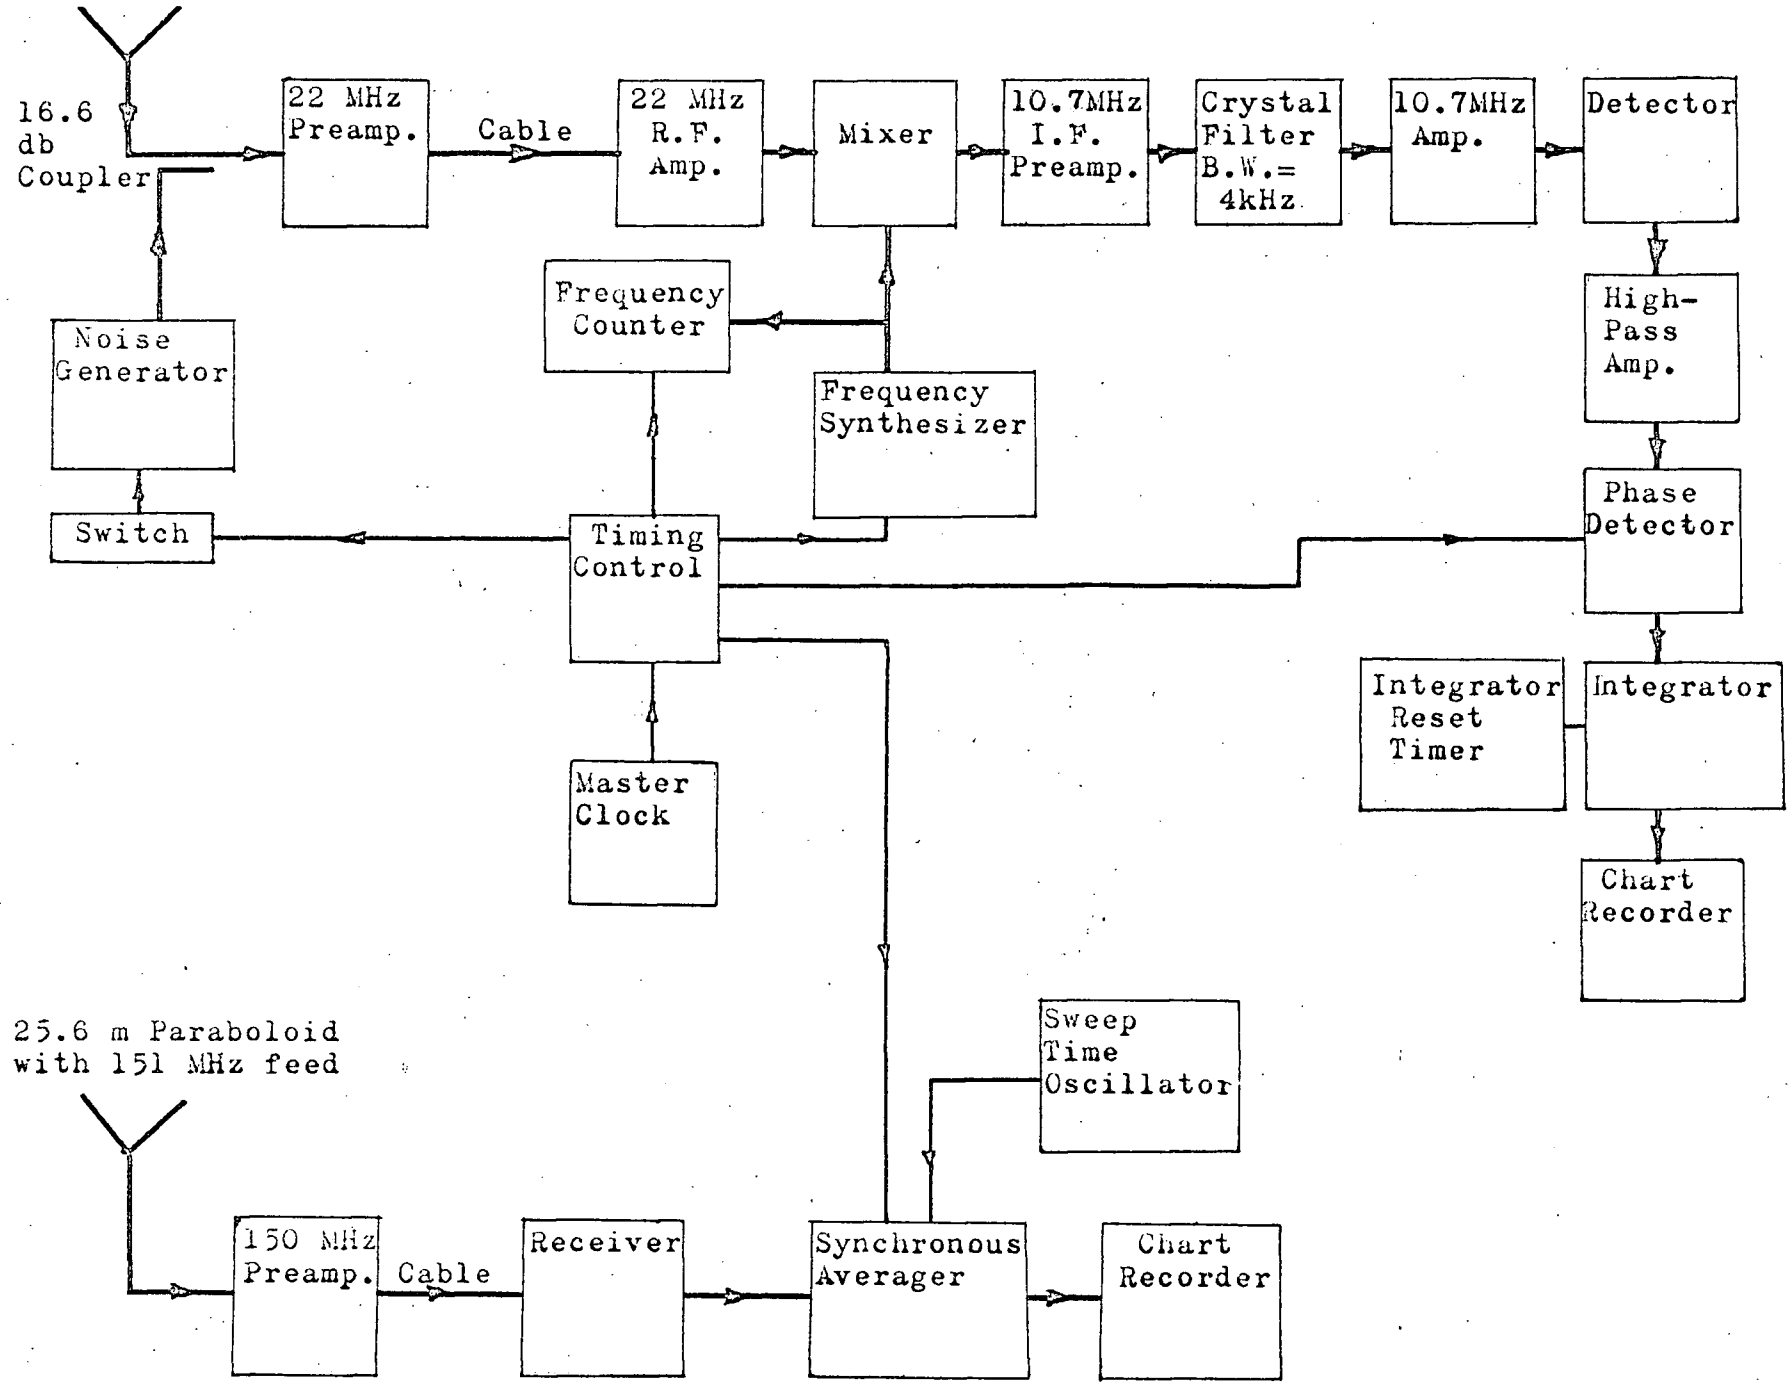 16.6
db
Coupler
22 MHz
Preamp.
Cable
22 MHz
R.F.
Amp.
Mixer
10.7MHz
I.F.
Preamp.
Crystal
Filter
B.W.=
4kHz
10.7MHz
Amp.
Detector
Noise
Generator
Frequency
Counter
Frequency
Synthesizer
High-
Pass
Amp.
Switch
Timing
Control
Phase
Detector
Integrator
Reset
Timer
Integrator
Master
Clock
Chart
Recorder
25.6 m Paraboloid
with 151 MHz feed
Sweep
Time
Oscillator
150 MHz
Preamp.
Cable
Receiver
Synchronous
Averager
Chart
Recorder